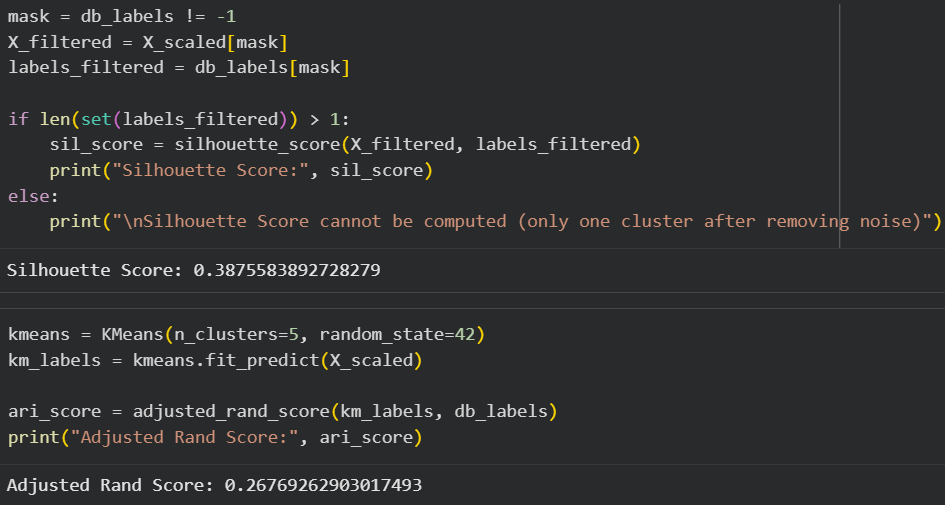 mask = db_labels != -1
X_filtered = X_scaled[mask]
labels_filtered = db_labels[mask]
if len(set(labels_filtered)) > 1:
    sil_score = silhouette_score(X_filtered, labels_filtered)
    print("Silhouette Score:", sil_score)
else:
    print("\nSilhouette Score cannot be computed (only one cluster after removing noise)")
Silhouette Score: 0.3875583892728279
kmeans = KMeans(n_clusters=5, random_state=42)
km_labels = kmeans.fit_predict(X_scaled)
ari_score = adjusted_rand_score(km_labels, db_labels)
print("Adjusted Rand Score:", ari_score)
Adjusted Rand Score: 0.26769262903017493